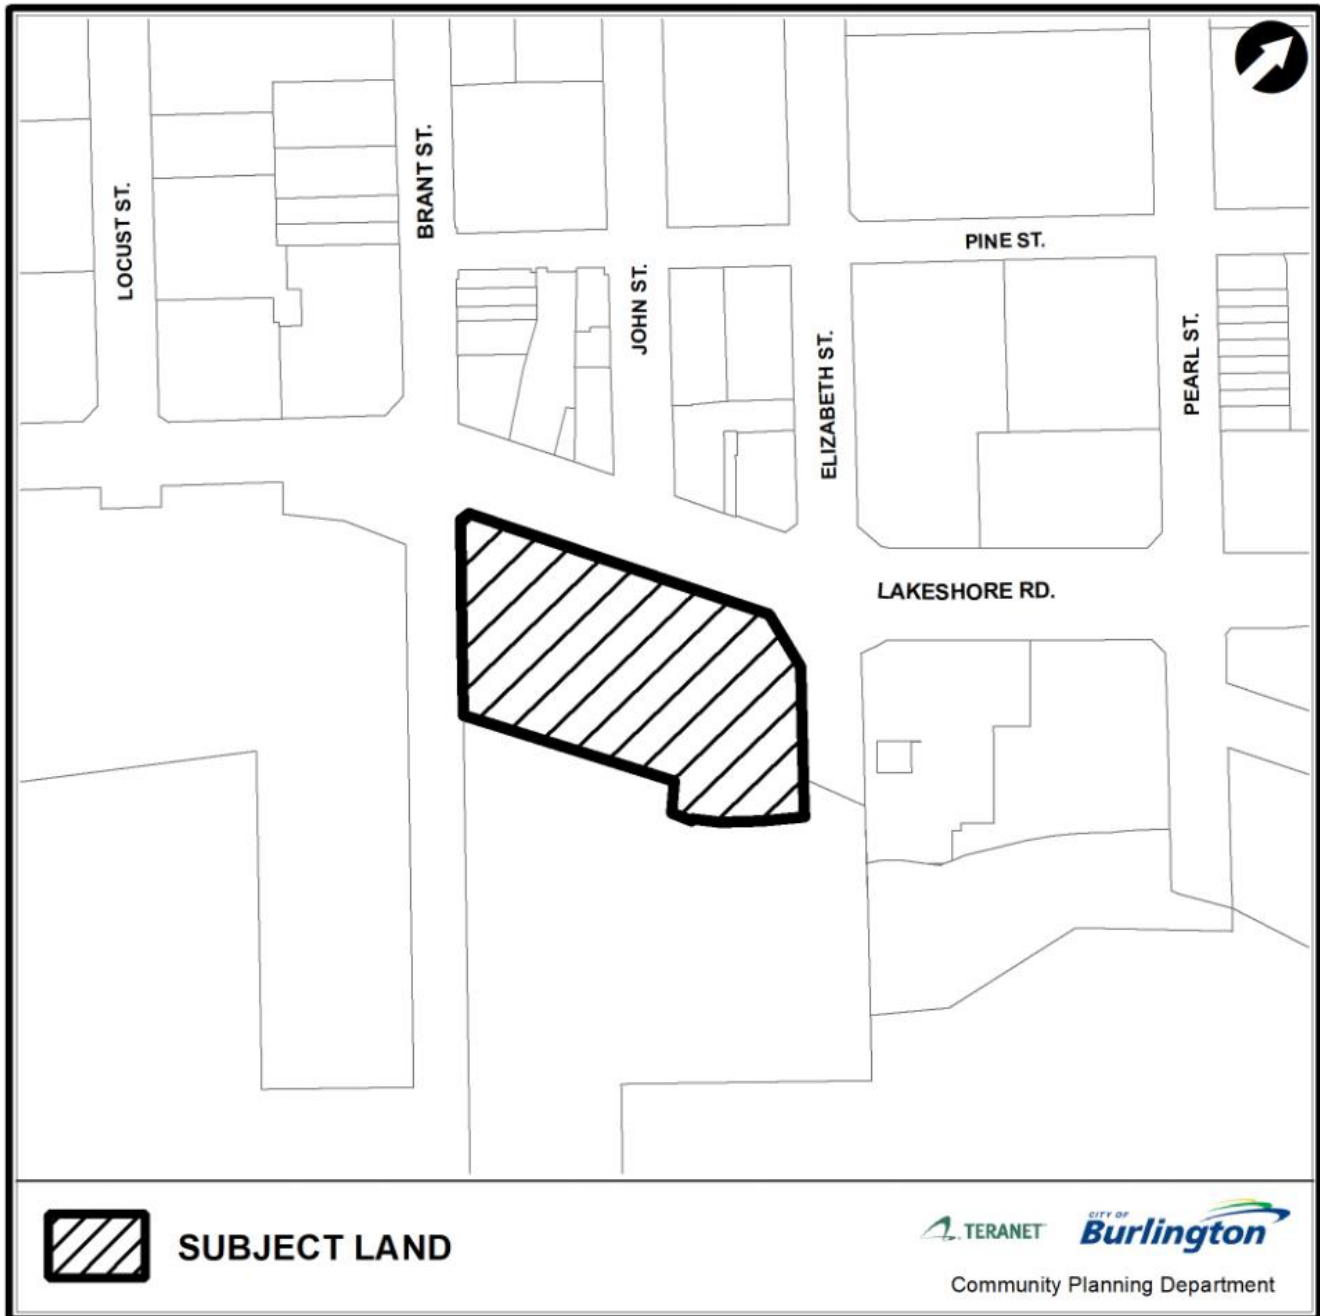 LOCUST ST.
BRANT ST.
JOHN ST.
PINE ST.
ELIZABETH ST.
PEARL ST.
LAKESHORE RD.
SUBJECT LAND
TERANET
CITY OF
Burlington
Community Planning Department